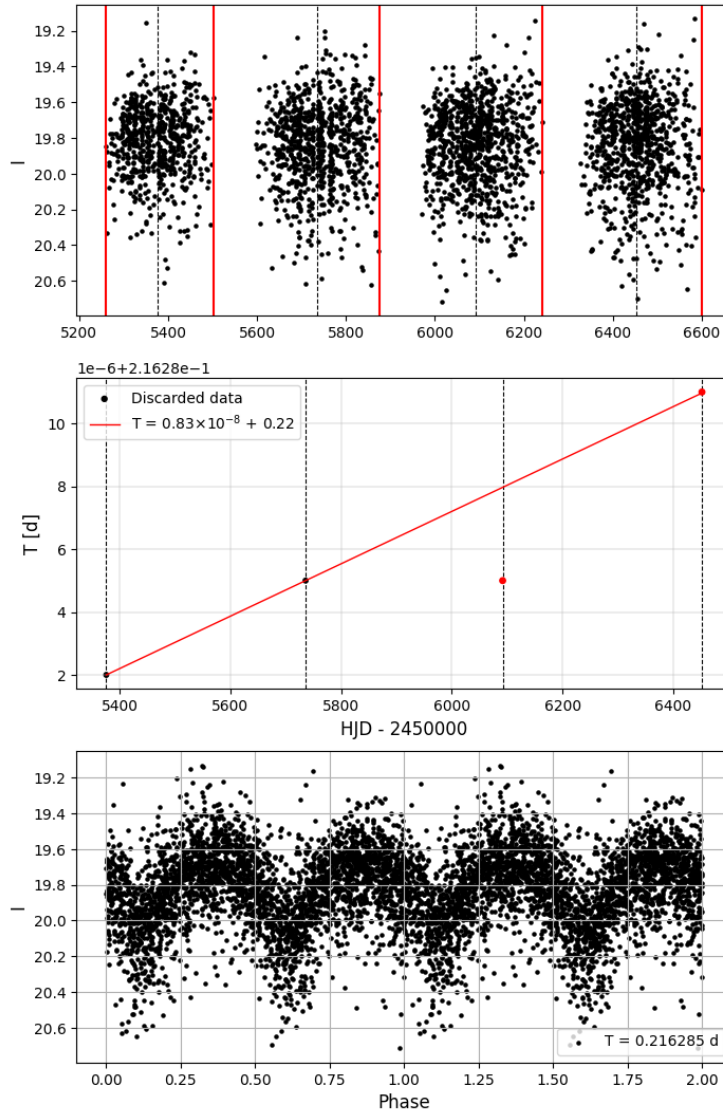 19.2
19.4
19.6
19.8
20.0
20.2
20.4
20.6
I
5200 5400 5600 5800 6000 6200 6400 6600
1e-6+2.1628e-1
Discarded data
T = 0.83×10⁻⁸ + 0.22
10
8
6
4
2
T [d]
5400 5600 5800 6000 6200 6400
HJD - 2450000
19.2
19.4
19.6
19.8
20.0
20.2
20.4
20.6
I
T = 0.216285 d
0.00 0.25 0.50 0.75 1.00 1.25 1.50 1.75 2.00
Phase